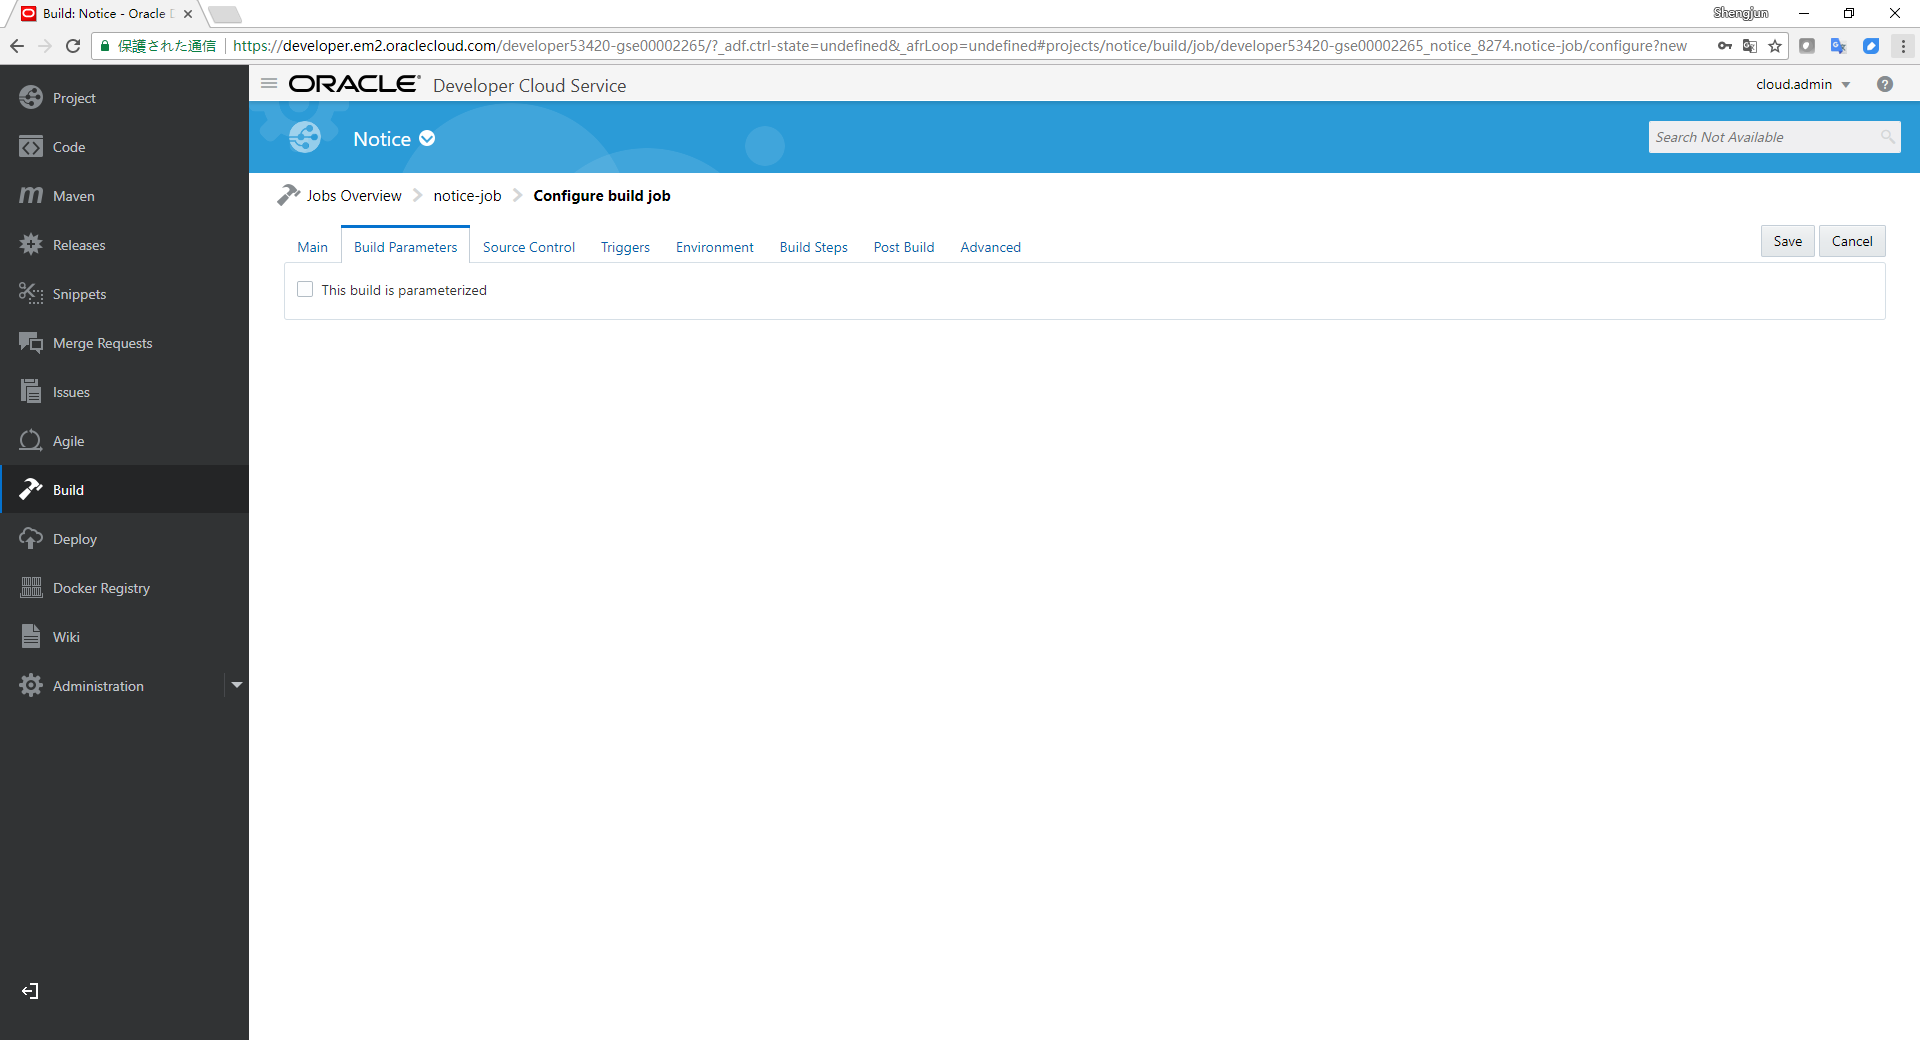 Build: Notice - Oracle
Shengjun
保護された通信
https://developer.em2.oraclecloud.com/developer53420-gse00002265/?_adf.ctrl-state=undefined&_afrLoop=undefined#projects/notice/build/job/developer53420-gse00002265_notice_8274.notice-job/configure?new
ORACLE Developer Cloud Service
cloud.admin
Notice
Search Not Available
Jobs Overview
notice-job
Configure build job
Main
Build Parameters
Source Control
Triggers
Environment
Build Steps
Post Build
Advanced
Save
Cancel
This build is parameterized
Project
Code
Maven
Releases
Snippets
Merge Requests
Issues
Agile
Build
Deploy
Docker Registry
Wiki
Administration